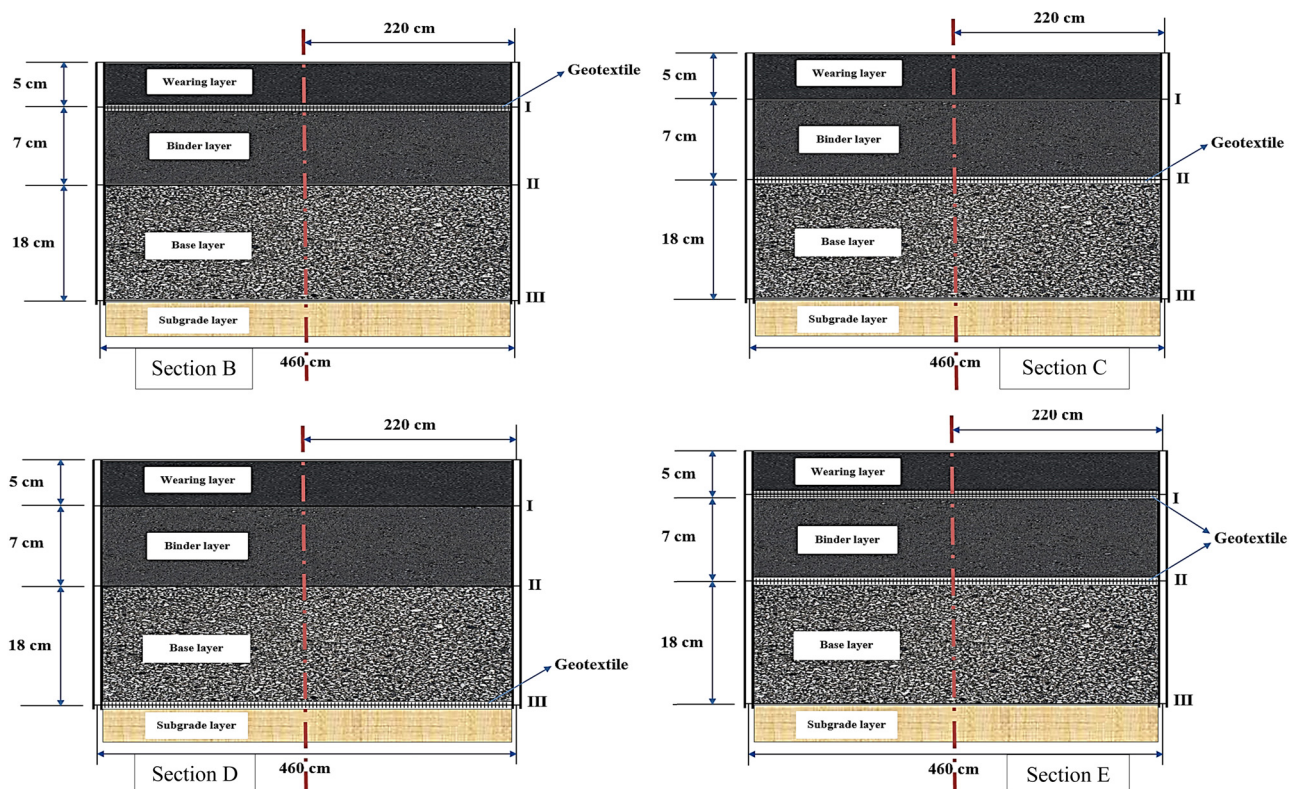 220 cm
5 cm
Wearing layer
Geotextile
I
7 cm
Binder layer
II
18 cm
Base layer
III
Subgrade layer
460 cm
Section B
220 cm
5 cm
Wearing layer
I
7 cm
Binder layer
Geotextile
II
18 cm
Base layer
III
Subgrade layer
460 cm
Section C
220 cm
5 cm
Wearing layer
I
7 cm
Binder layer
II
18 cm
Base layer
Geotextile
III
Subgrade layer
460 cm
Section D
220 cm
5 cm
Wearing layer
I
7 cm
Binder layer
Geotextile
II
18 cm
Base layer
III
Subgrade layer
460 cm
Section E